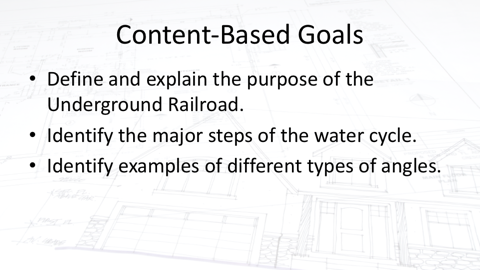 Content-Based Goals
• Define and explain the purpose of the
Underground Railroad.
• Identify the major steps of the water cycle.
• Identify examples of different types of angles.